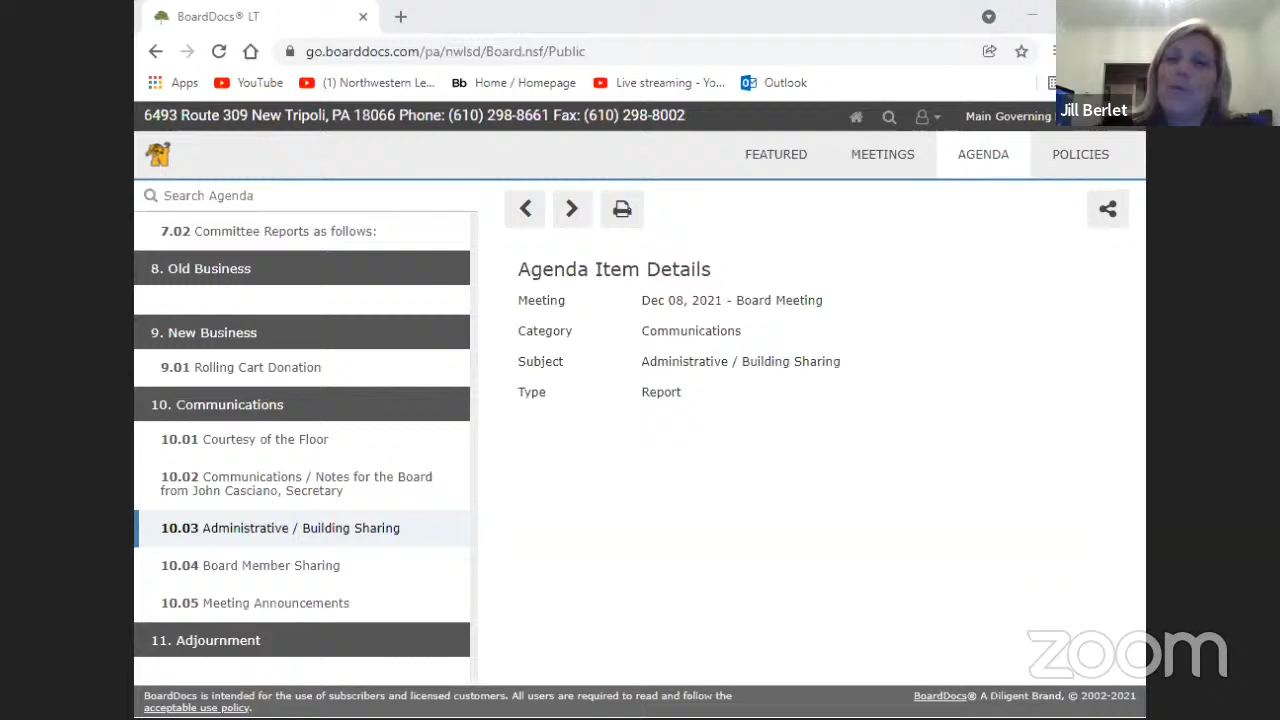 BoardDocs® LT
go.boarddocs.com/pa/nwlsd/Board.nsf/Public
Apps YouTube (1) Northwestern Le... Bb Home / Homepage Live streaming - Yo... Outlook
Jill Berlet
6493 Route 309 New Tripoli, PA 18066 Phone: (610) 298-8661 Fax: (610) 298-8002
Main Governing
FEATURED MEETINGS AGENDA POLICIES
Search Agenda
7.02 Committee Reports as follows:
8. Old Business
9. New Business
9.01 Rolling Cart Donation
10. Communications
10.01 Courtesy of the Floor
10.02 Communications / Notes for the Board
from John Casciano, Secretary
10.03 Administrative / Building Sharing
10.04 Board Member Sharing
10.05 Meeting Announcements
11. Adjournment
Agenda Item Details
Meeting Dec 08, 2021 - Board Meeting
Category Communications
Subject Administrative / Building Sharing
Type Report
zoom
BoardDocs is intended for the use of subscribers and licensed customers. All users are required to read and follow the
acceptable use policy.
BoardDocs® A Diligent Brand, © 2002-2021